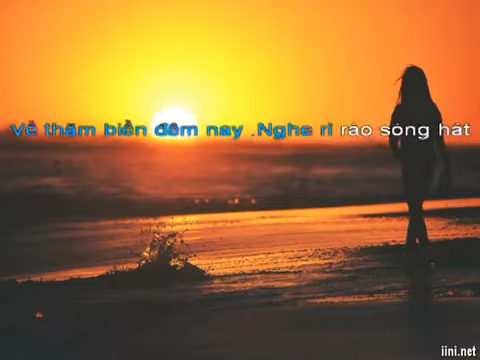 Về thăm biển đêm nay .Nghe rì rào sóng hát
iini.net